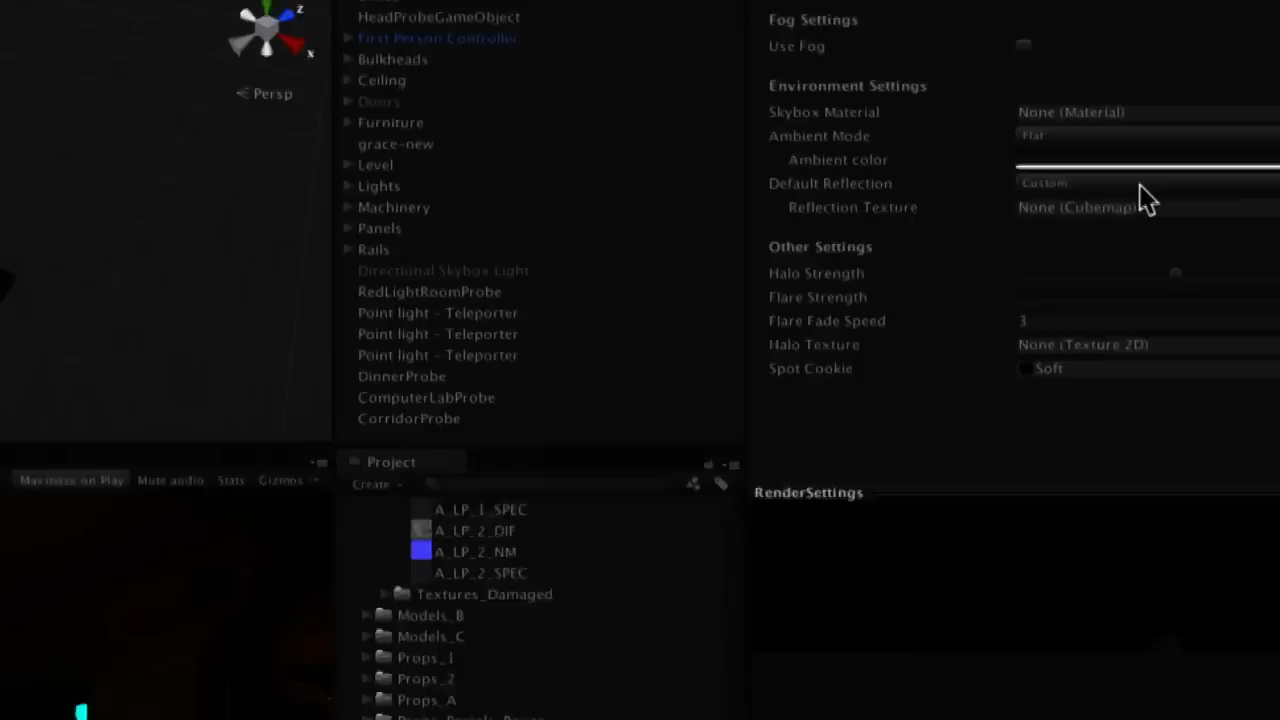 z
x
Persp
HeadProbeGameObject
First Person Controller
Bulkheads
Ceiling
Doors
Furniture
grace-new
Level
Lights
Machinery
Panels
Rails
Directional Skybox Light
RedLightRoomProbe
Point light - Teleporter
Point light - Teleporter
Point light - Teleporter
DinnerProbe
ComputerLabProbe
CorridorProbe
Fog Settings
Use Fog
Environment Settings
Skybox Material None (Material)
Ambient Mode Flat
Ambient color
Default Reflection Custom
Reflection Texture None (Cubemap)
Other Settings
Halo Strength
Flare Strength
Flare Fade Speed 3
Halo Texture None (Texture 2D)
Spot Cookie Soft
RenderSettings
Maximize on Play Mute audio Stats Gizmos
Project
Create
A_LP_1_SPEC
A_LP_2_DIF
A_LP_2_NM
A_LP_2_SPEC
Textures_Damaged
Models_B
Models_C
Props_1
Props_2
Props_A